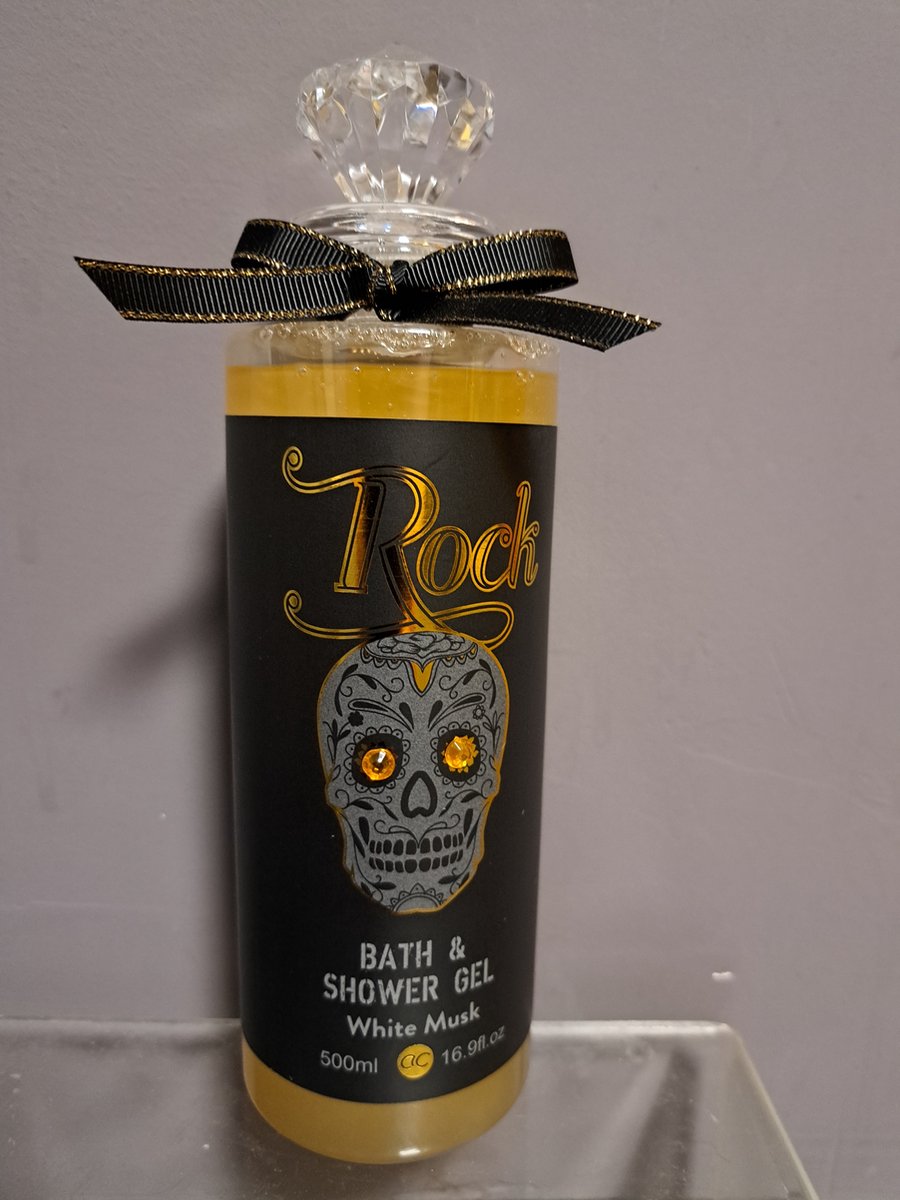 Rock
BATH &
SHOWER GEL
White Musk
500ml ac 16.9fl.oz